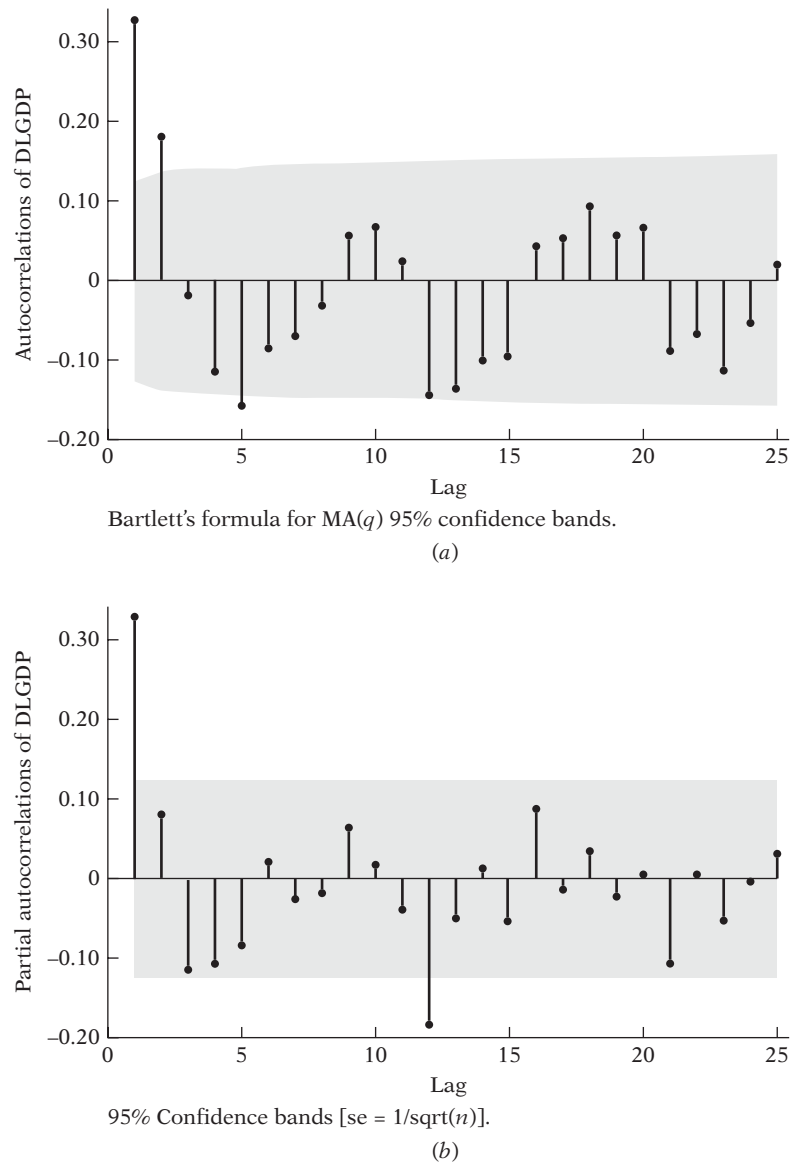 Autocorrelations of DLGDP
0.30
0.20
0.10
0
–0.10
–0.20
0 5 10 15 20 25
Lag
Bartlett's formula for MA(q) 95% confidence bands.
(a)
Partial autocorrelations of DLGDP
0.30
0.20
0.10
0
–0.10
–0.20
0 5 10 15 20 25
Lag
95% Confidence bands [se = 1/sqrt(n)].
(b)